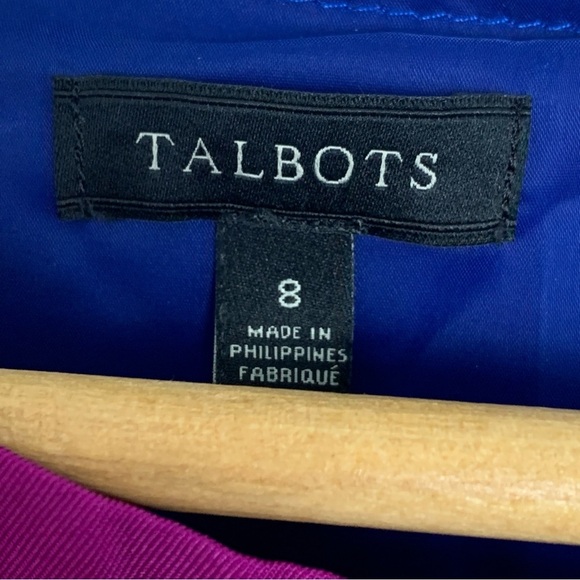 TALBOTS
8
MADE IN
PHILIPPINES
FABRIQUÉ